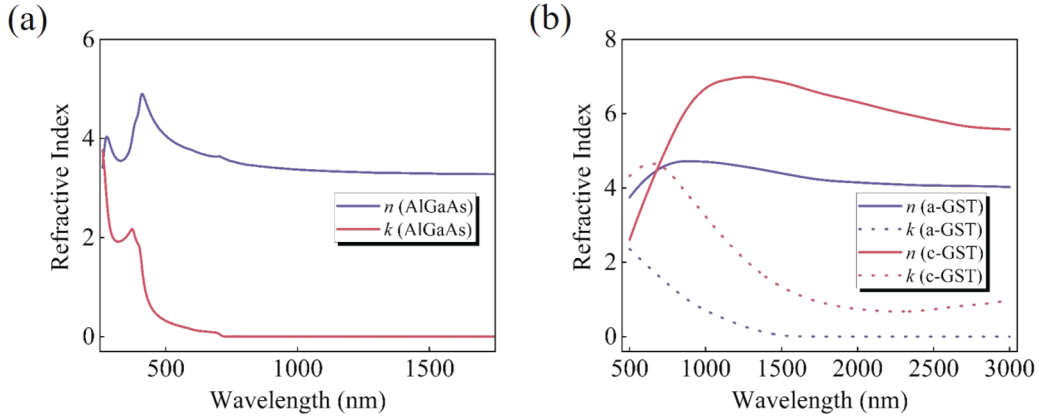 (a)
6
4
2
0
Refractive Index
n (AlGaAs)
k (AlGaAs)
500
1000
1500
Wavelength (nm)
(b)
8
6
4
2
0
Refractive Index
n (a-GST)
k (a-GST)
n (c-GST)
k (c-GST)
500
1000
1500
2000
2500
3000
Wavelength (nm)